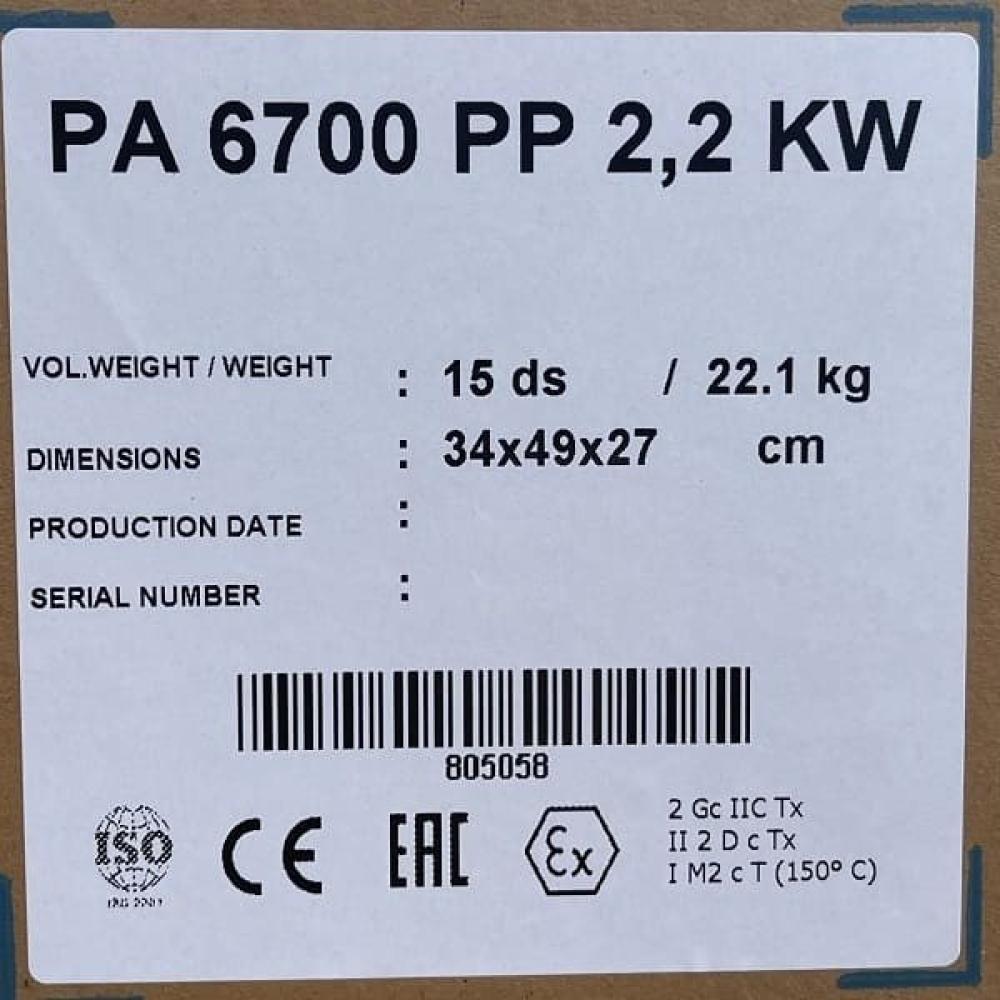 PA 6700 PP 2,2 KW
VOL.WEIGHT / WEIGHT : 15 ds / 22.1 kg
DIMENSIONS : 34x49x27 cm
PRODUCTION DATE :
SERIAL NUMBER :
805058
ISO CE EAC Ex
2 Gc IIC Tx
II 2 D c Tx
I M2 c T (150º C)